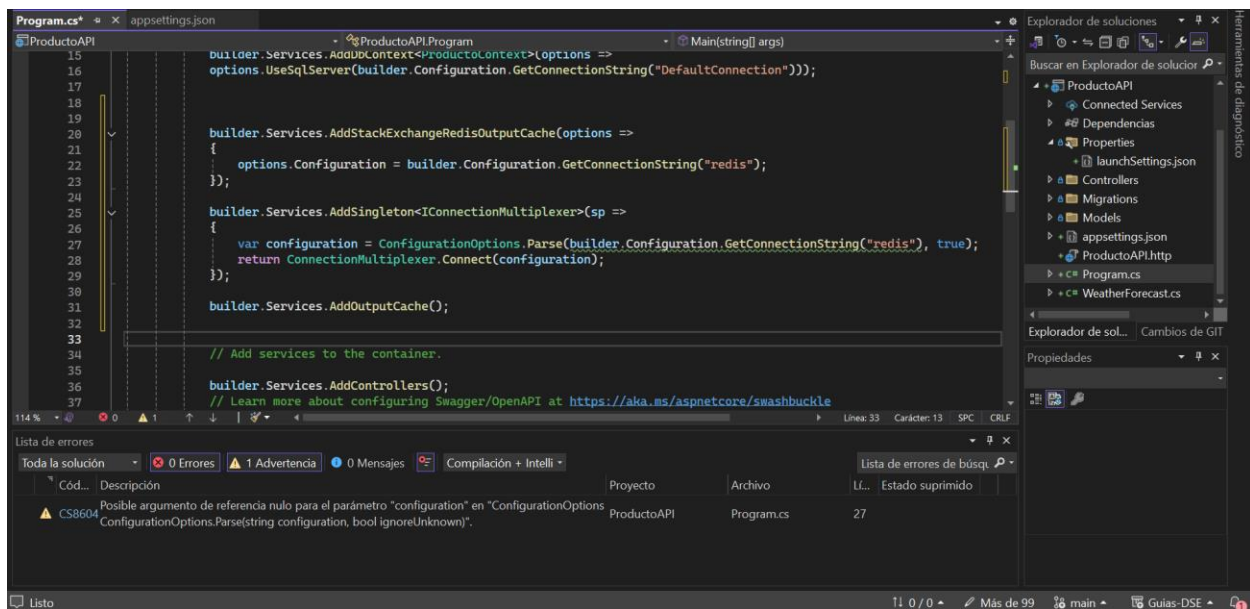 Program.cs*
appsettings.json
ProductoAPI
ProductoAPI.Program
Main(string[] args)
15 builder.Services.AddDbContext<ProductoContext>(options =>
16 options.UseSqlServer(builder.Configuration.GetConnectionString("DefaultConnection")));
17
18
19
20 builder.Services.AddStackExchangeRedisOutputCache(options =>
21 {
22 options.Configuration = builder.Configuration.GetConnectionString("redis");
23 });
24
25 builder.Services.AddSingleton<IConnectionMultiplexer>(sp =>
26 {
27 var configuration = ConfigurationOptions.Parse(builder.Configuration.GetConnectionString("redis"), true);
28 return ConnectionMultiplexer.Connect(configuration);
29 });
30
31 builder.Services.AddOutputCache();
32
33
34 // Add services to the container.
35
36 builder.Services.AddControllers();
37 // Learn more about configuring Swagger/OpenAPI at https://aka.ms/aspnetcore/swashbuckle
114 % 0 1 Línea: 33 Carácter: 13 SPC CRLF
Lista de errores
Toda la solución 0 Errores 1 Advertencia 0 Mensajes Compilación + Intelli Lista de errores de búsqu
Cód... Descripción Proyecto Archivo Lí... Estado suprimido
CS8604 Posible argumento de referencia nulo para el parámetro "configuration" en "ConfigurationOptions
ConfigurationOptions.Parse(string configuration, bool ignoreUnknown)". ProductoAPI Program.cs 27
Explorador de soluciones
Buscar en Explorador de solucior
ProductoAPI
Connected Services
Dependencias
Properties
launchSettings.json
Controllers
Migrations
Models
appsettings.json
ProductoAPI.http
C# Program.cs
C# WeatherForecast.cs
Explorador de sol... Cambios de GIT
Propiedades
Herramientas de diagnóstico
Listo 0 / 0 Más de 99 main Guias-DSE 1